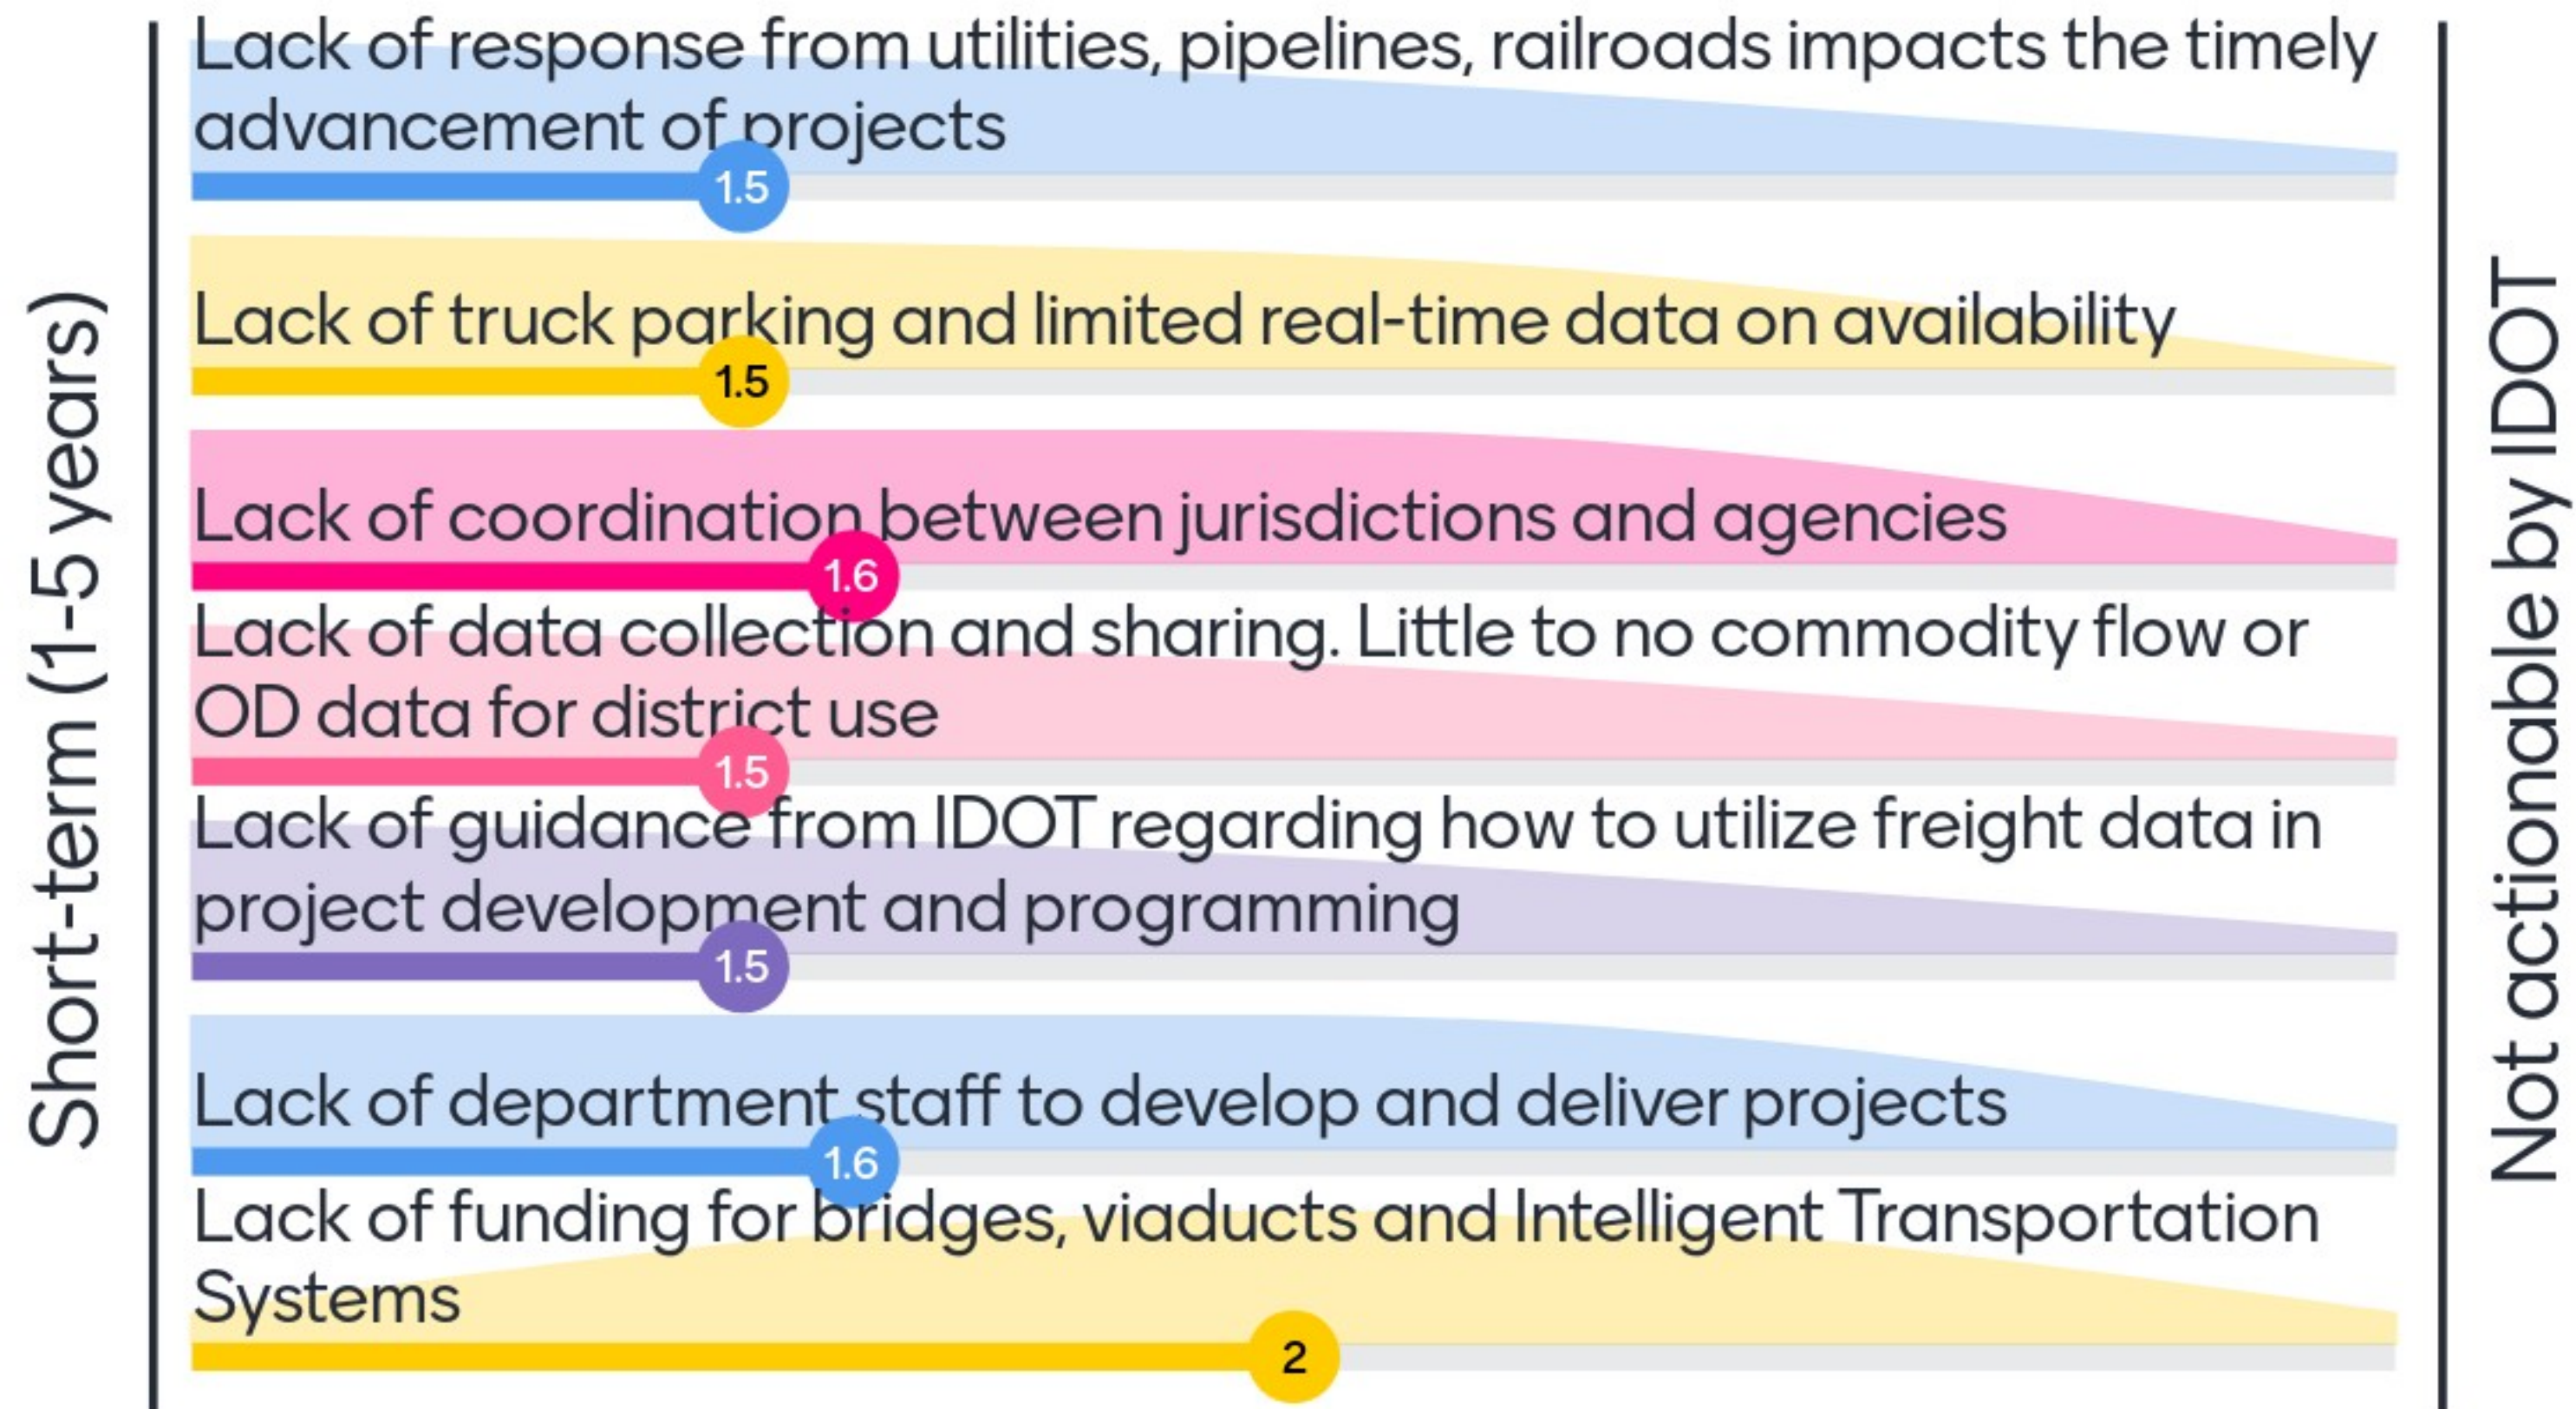 Short-term (1-5 years)
Lack of response from utilities, pipelines, railroads impacts the timely
advancement of projects
1.5
Lack of truck parking and limited real-time data on availability
1.5
Lack of coordination between jurisdictions and agencies
1.6
Lack of data collection and sharing. Little to no commodity flow or
OD data for district use
1.5
Lack of guidance from IDOT regarding how to utilize freight data in
project development and programming
1.5
Lack of department staff to develop and deliver projects
1.6
Lack of funding for bridges, viaducts and Intelligent Transportation
Systems
2
Not actionable by IDOT